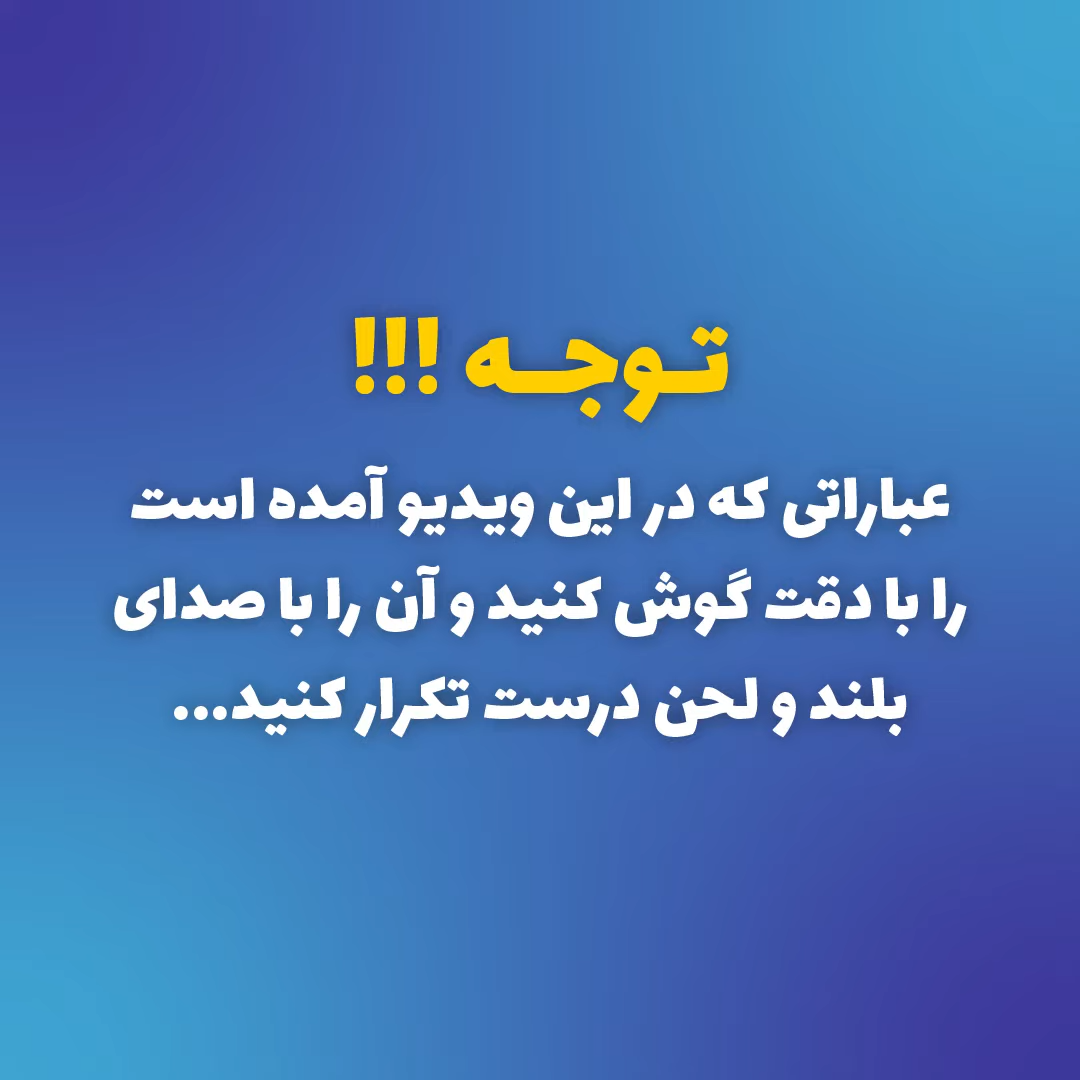 توجه !!!
عباراتی که در این ویدیو آمده است
را با دقت گوش کنید و آن را با صدای
بلند و لحن درست تکرار کنید...